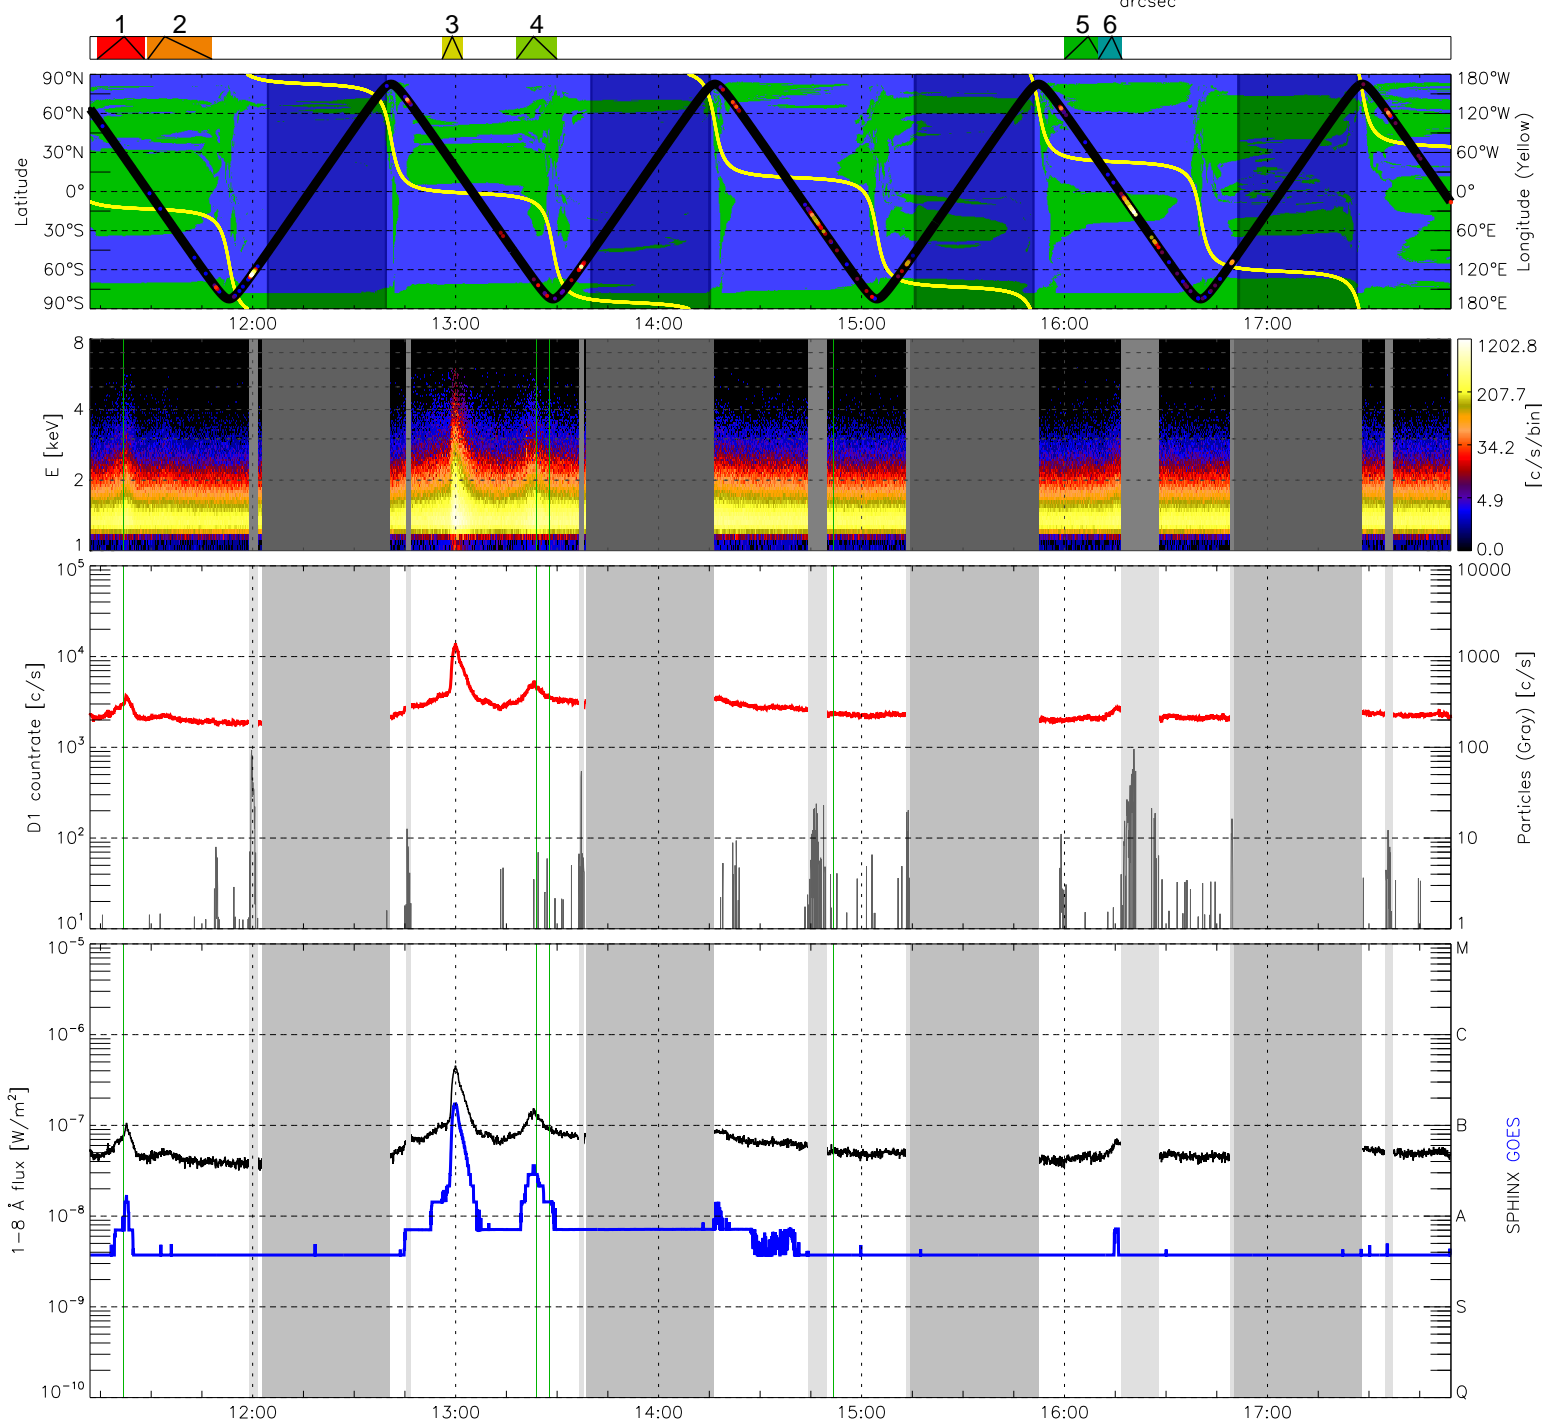 arcsec
1 2 3 4 5 6
90°N 180°W
60°N 120°W
30°N 60°W
0° 0°
30°S 60°E
60°S 120°E
90°S 180°E
Latitude
Longitude (Yellow)
12:00 13:00 14:00 15:00 16:00 17:00
8 1202.8
4 207.7
34.2
2 4.9
1 0.0
E [keV]
[c/s/bin]
10^5 10000
10^4 1000
10^3 100
10^2 10
10^1 1
D1 countrate [c/s]
Particles (Gray) [c/s]
10^-5 M
10^-6 C
10^-7 B
10^-8 A
10^-9 S
10^-10 Q
1-8 Å flux [W/m^2]
SPHINX GOES
12:00 13:00 14:00 15:00 16:00 17:00